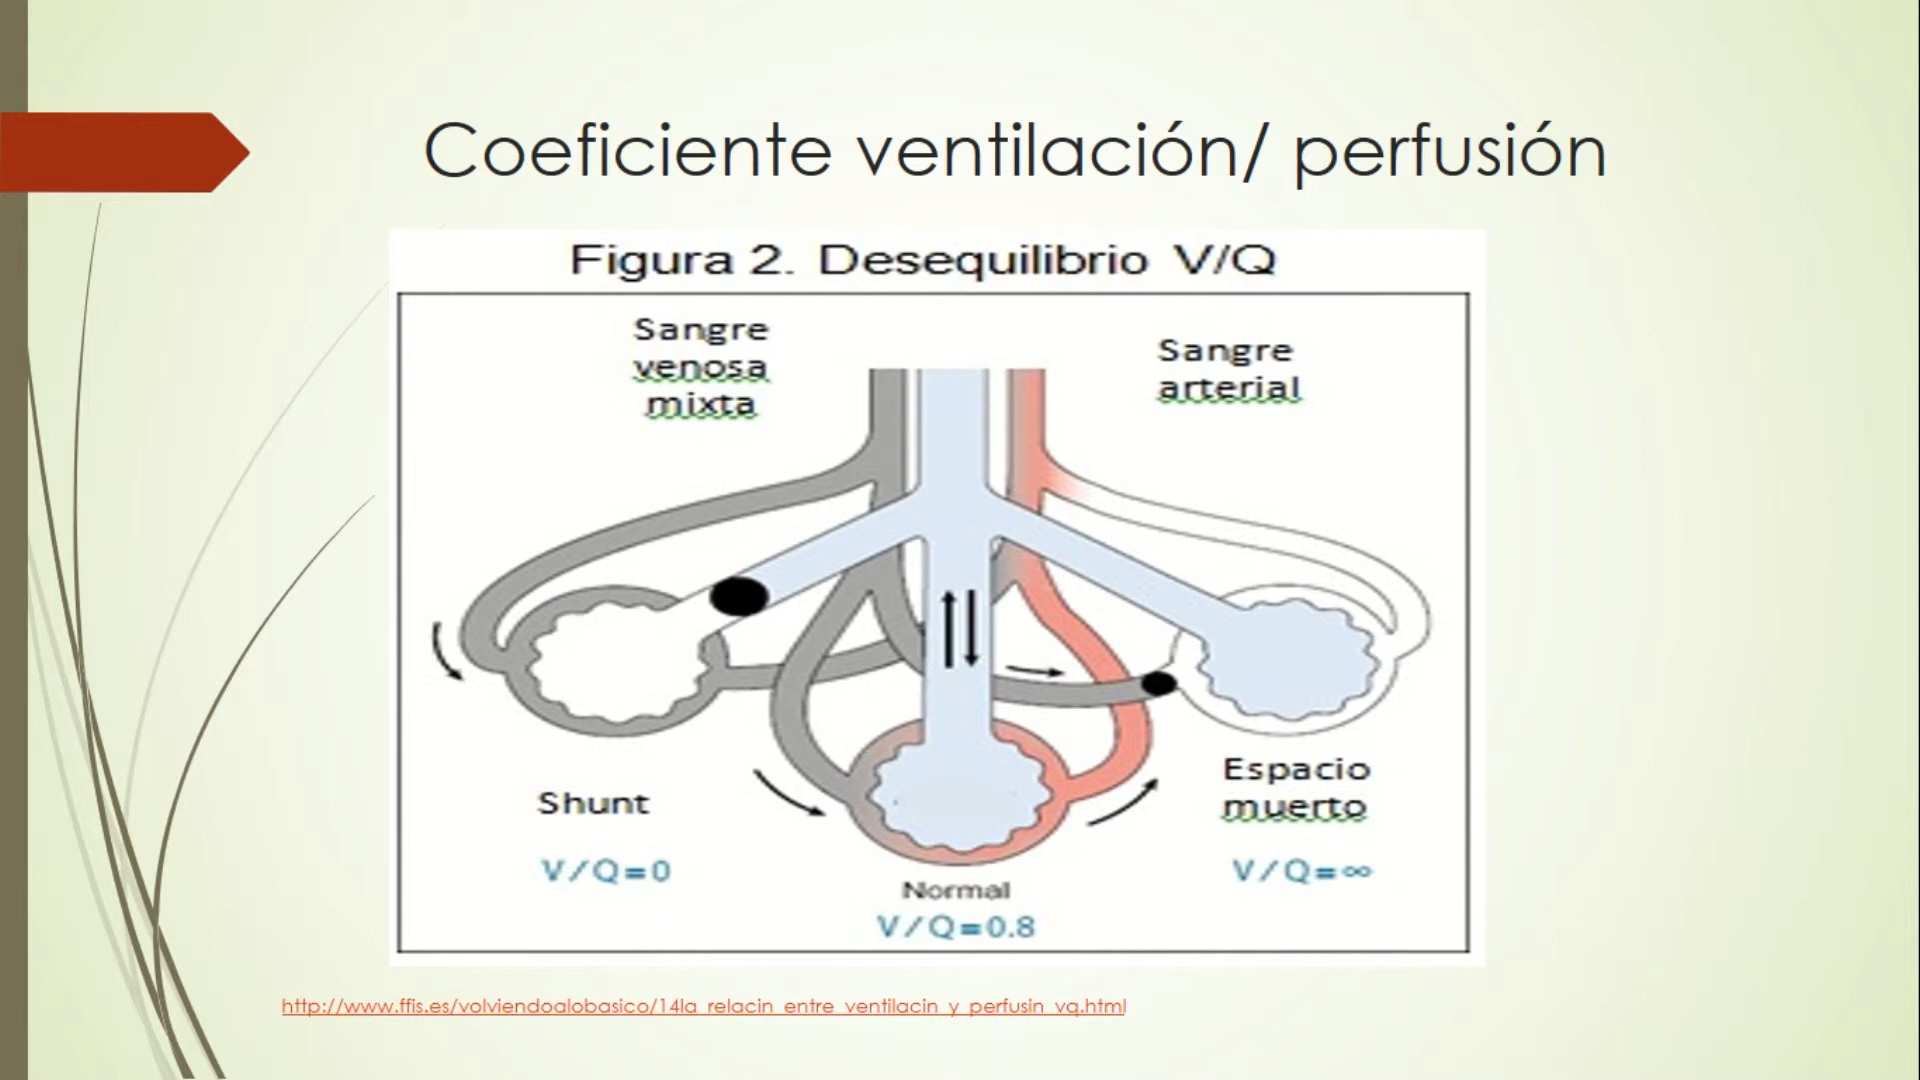 Coeficiente ventilación/ perfusión
Figura 2. Desequilibrio V/Q
Sangre
venosa
mixta
Sangre
arterial
Shunt
V/Q=0
Normal
V/Q=0.8
Espacio
muerto
V/Q=∞
http://www.ffis.es/volviendoalobasico/14la_relacin_entre_ventilacin_y_perfusin_vq.html